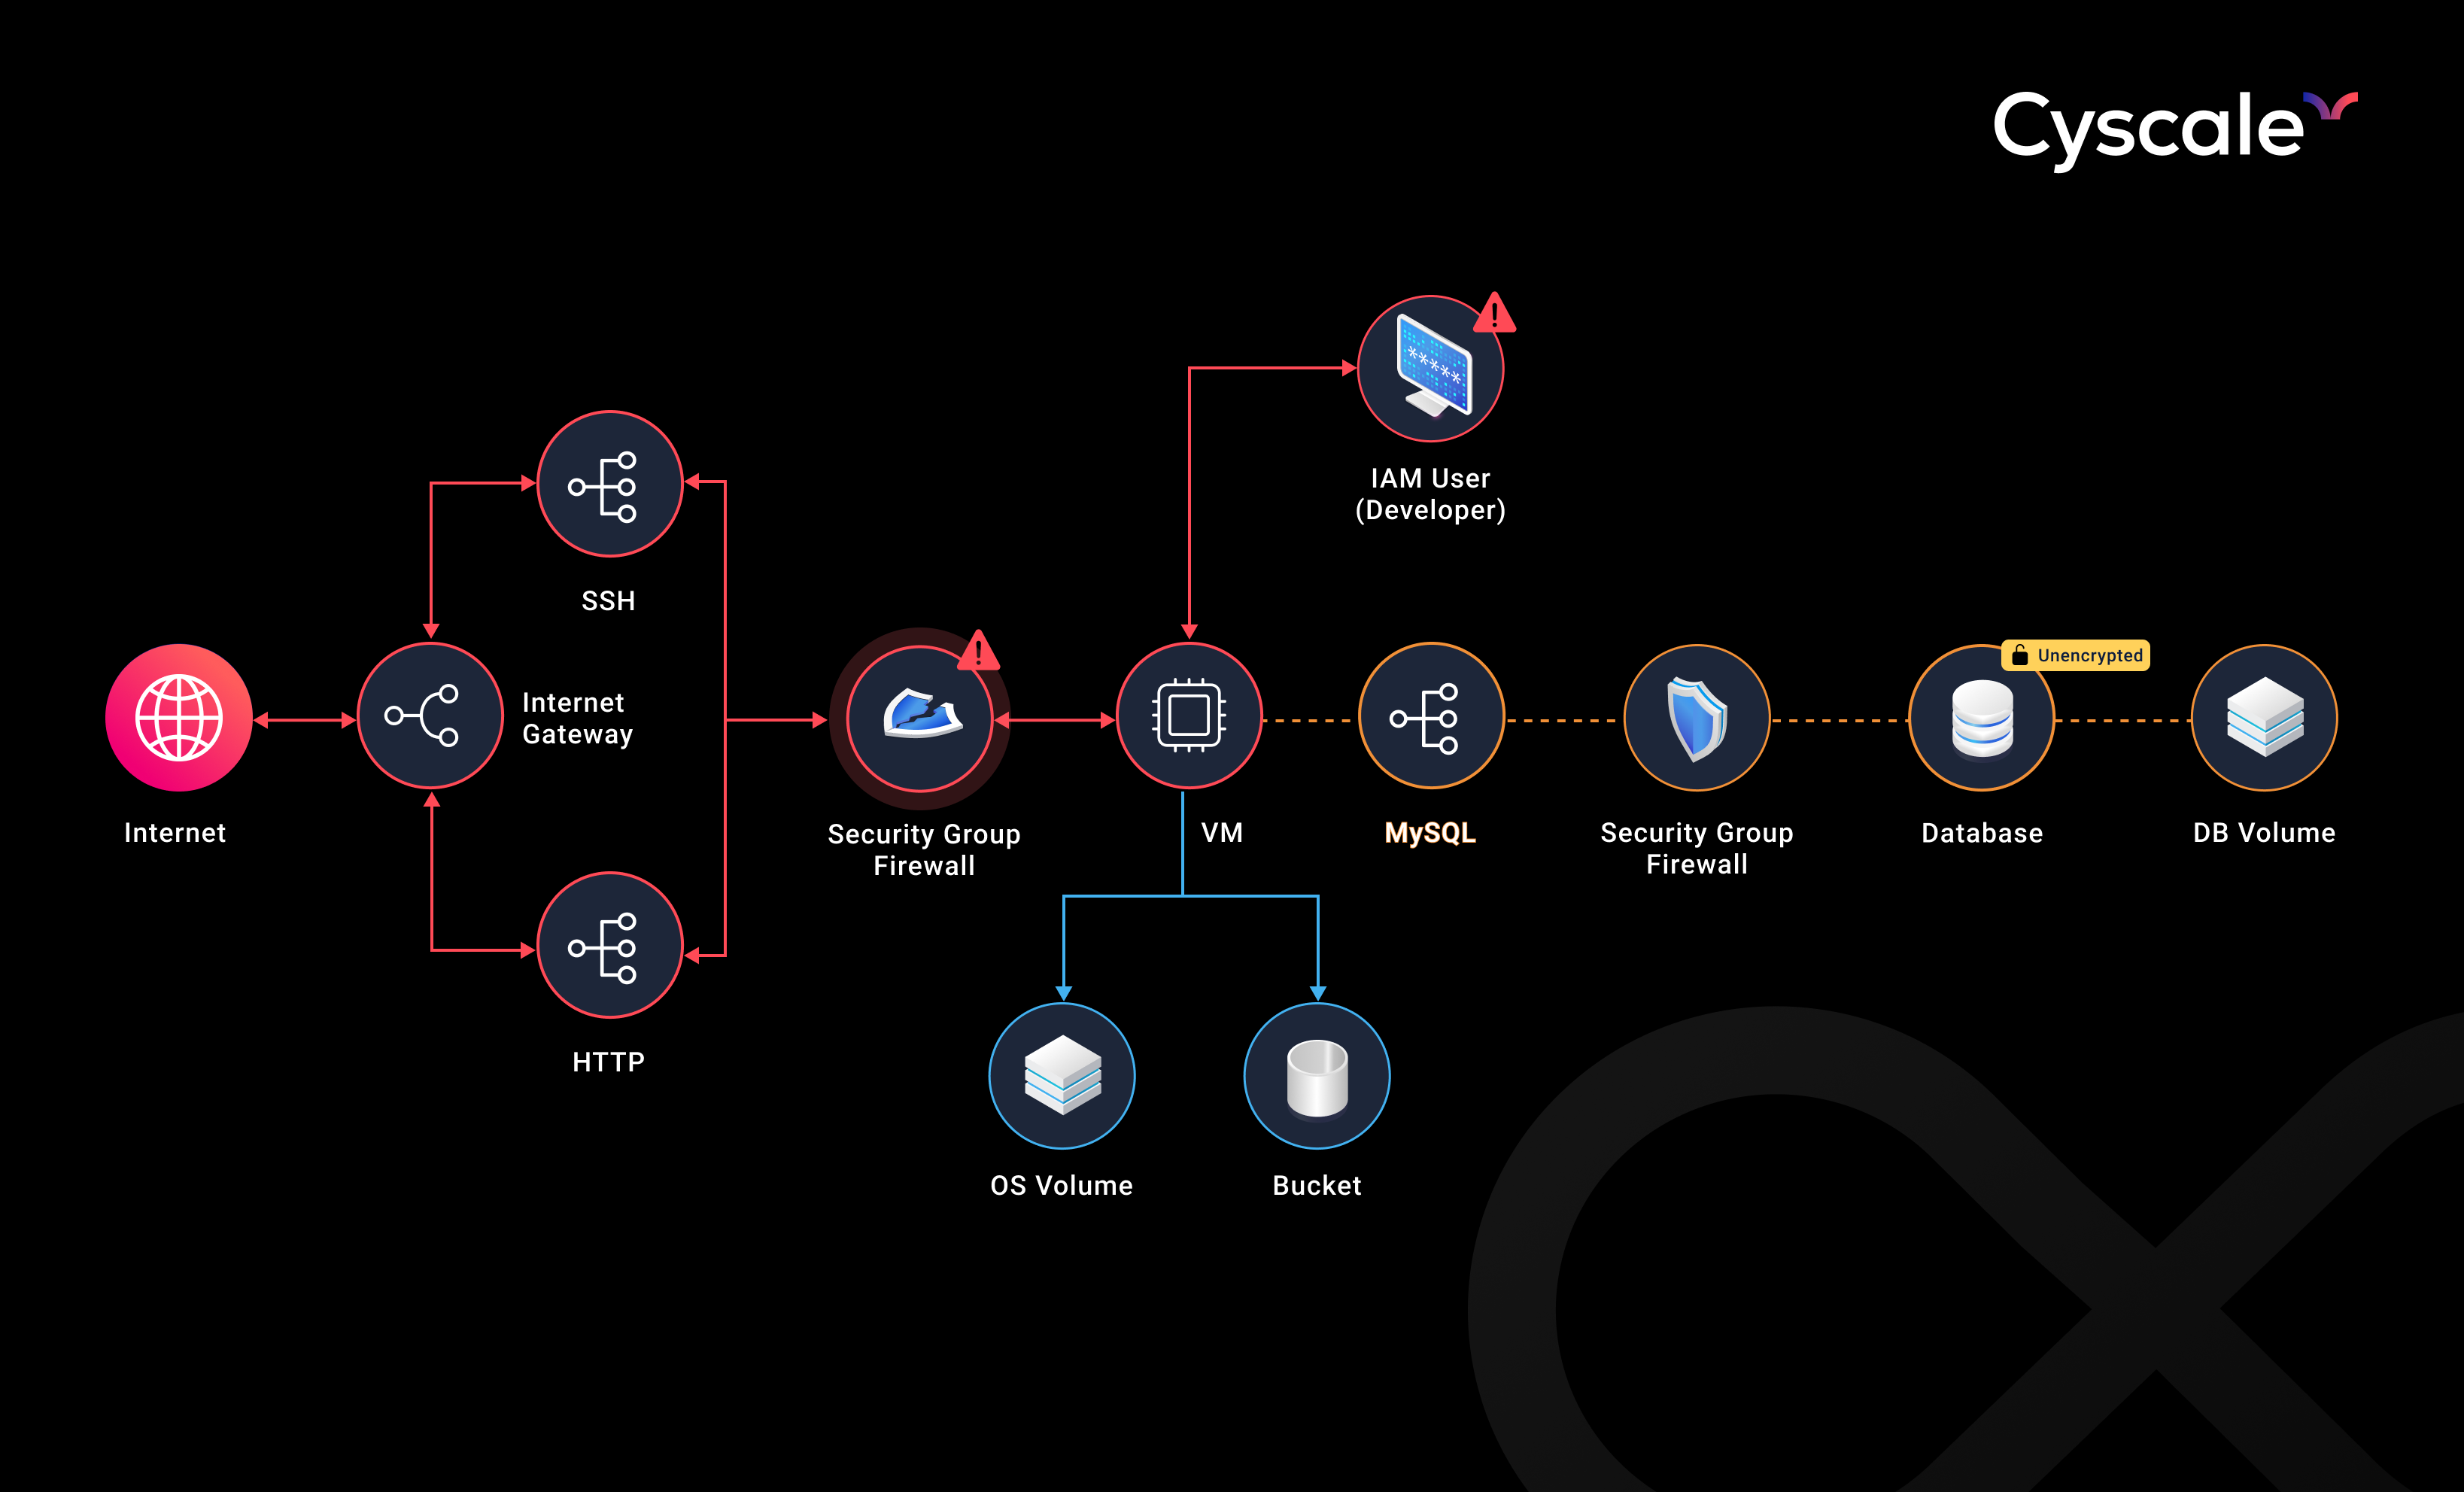 Cyscale
IAM User
(Developer)
SSH
Internet
Gateway
Unencrypted
Internet
Security Group
Firewall
VM
MySQL
Security Group
Firewall
Database
DB Volume
HTTP
OS Volume
Bucket